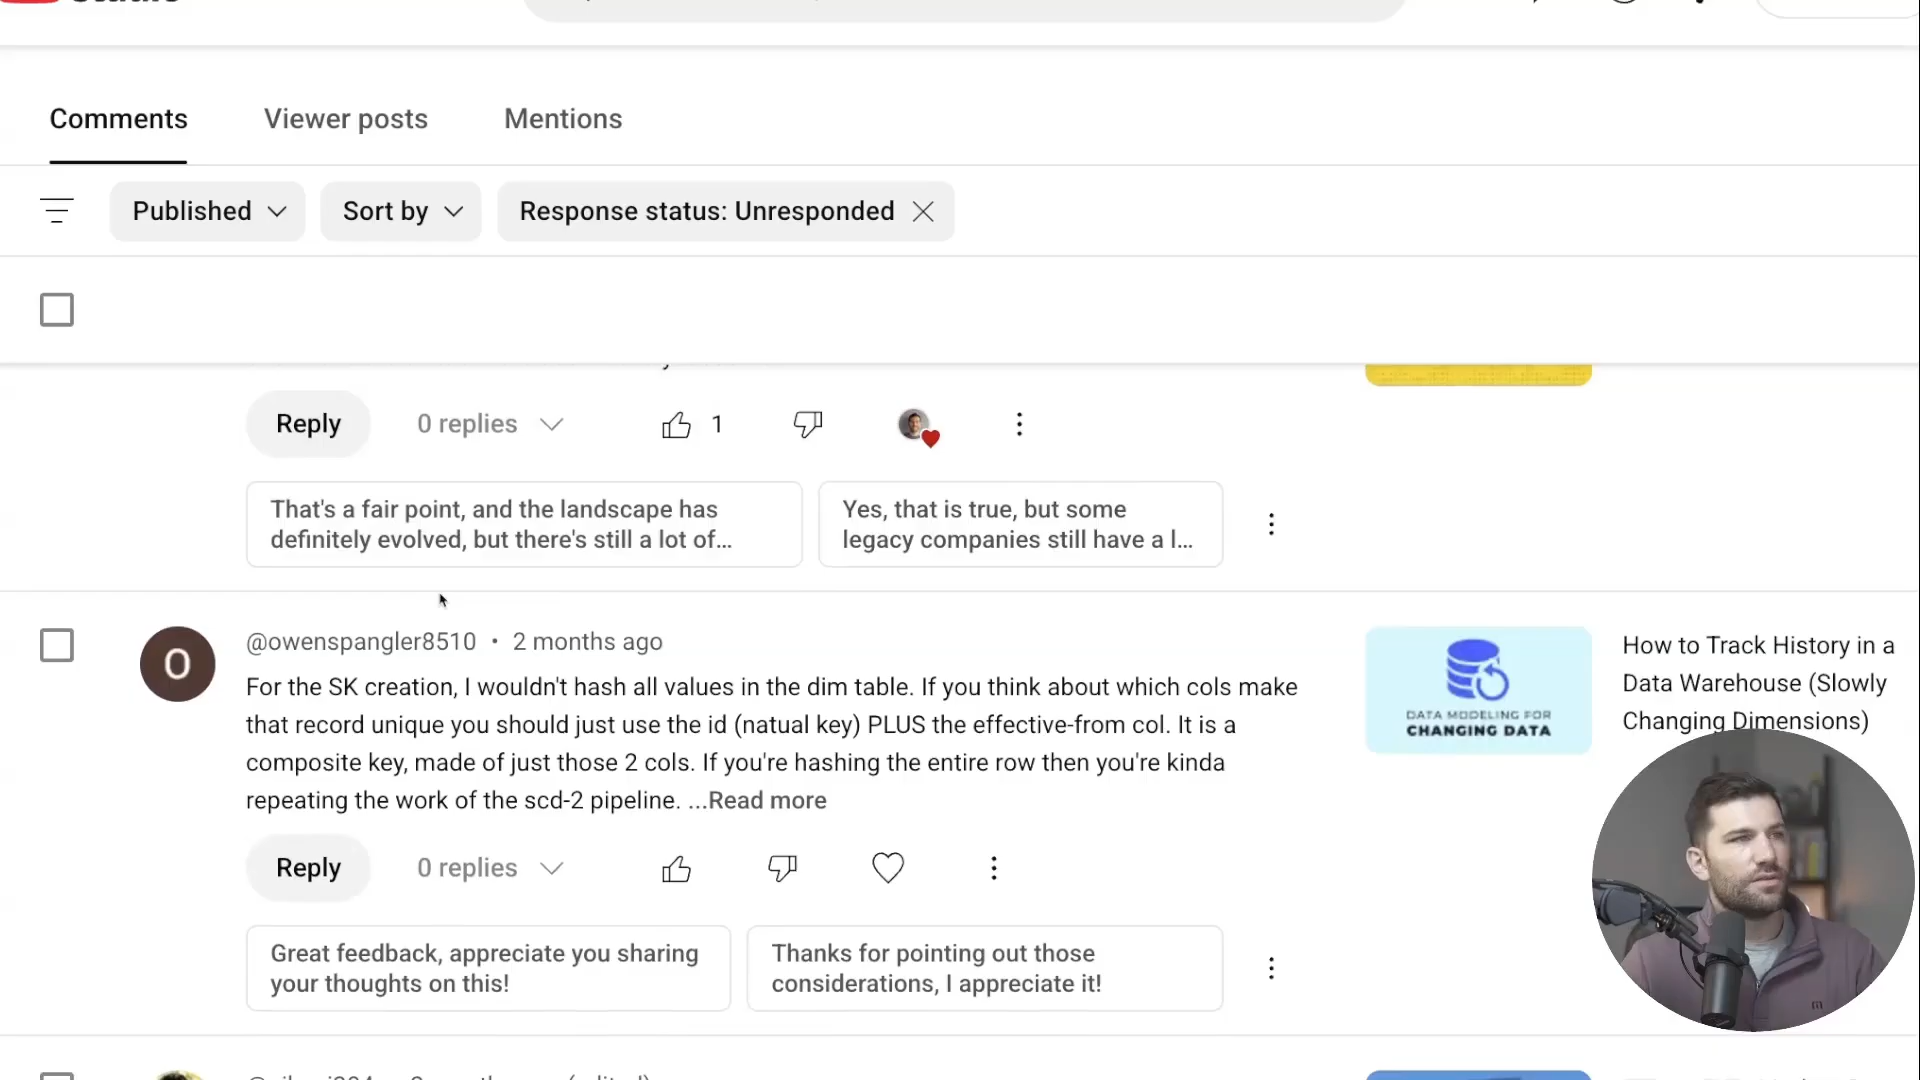 Comments
Viewer posts
Mentions
Published
Sort by
Response status: Unresponded
Reply
0 replies
1
That's a fair point, and the landscape has
definitely evolved, but there's still a lot of...
Yes, that is true, but some
legacy companies still have a l...
@owenspangler8510 • 2 months ago
O
For the SK creation, I wouldn't hash all values in the dim table. If you think about which cols make
that record unique you should just use the id (natual key) PLUS the effective-from col. It is a
composite key, made of just those 2 cols. If you're hashing the entire row then you're kinda
repeating the work of the scd-2 pipeline. ...Read more
DATA MODELING FOR
CHANGING DATA
How to Track History in a
Data Warehouse (Slowly
Changing Dimensions)
Reply
0 replies
Great feedback, appreciate you sharing
your thoughts on this!
Thanks for pointing out those
considerations, I appreciate it!